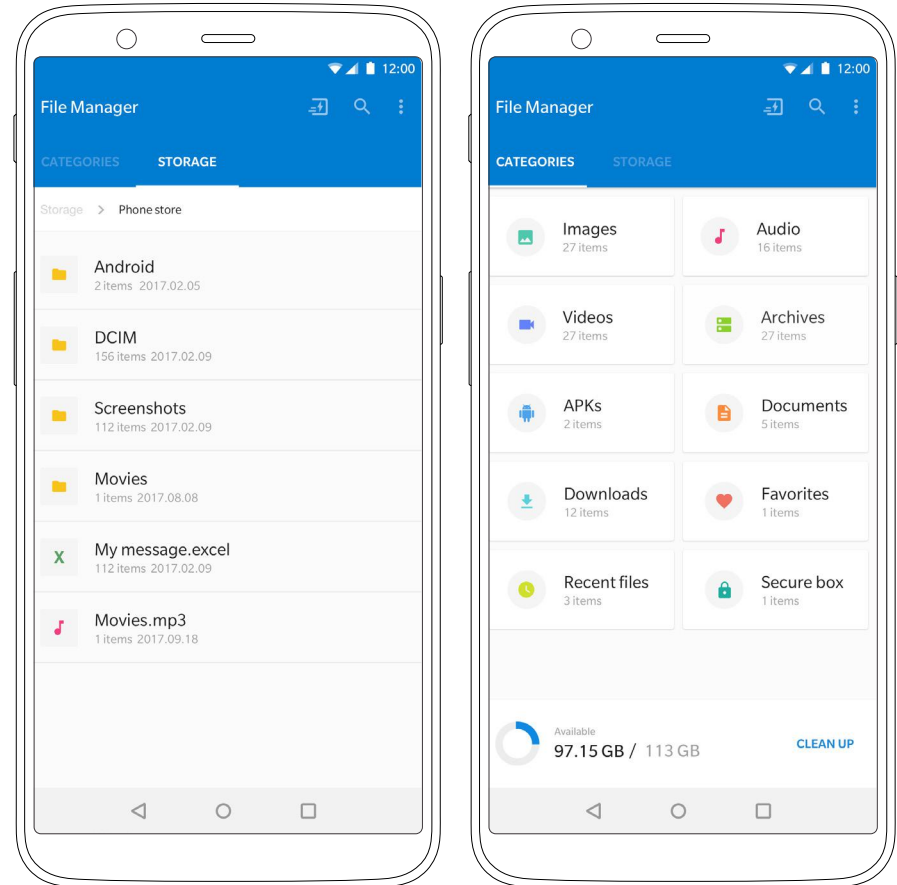 12:00
File Manager
CATEGORIES STORAGE
Storage > Phone store
Android
2 items 2017.02.05
DCIM
156 items 2017.02.09
Screenshots
112 items 2017.02.09
Movies
1 items 2017.08.08
X
My message.excel
112 items 2017.02.09
Movies.mp3
1 items 2017.09.18
12:00
File Manager
CATEGORIES STORAGE
Images
27 items
Audio
16 items
Videos
27 items
Archives
27 items
APKs
2 items
Documents
5 items
Downloads
12 items
Favorites
1 items
Recent files
3 items
Secure box
1 items
Available
97.15 GB / 113 GB
CLEAN UP